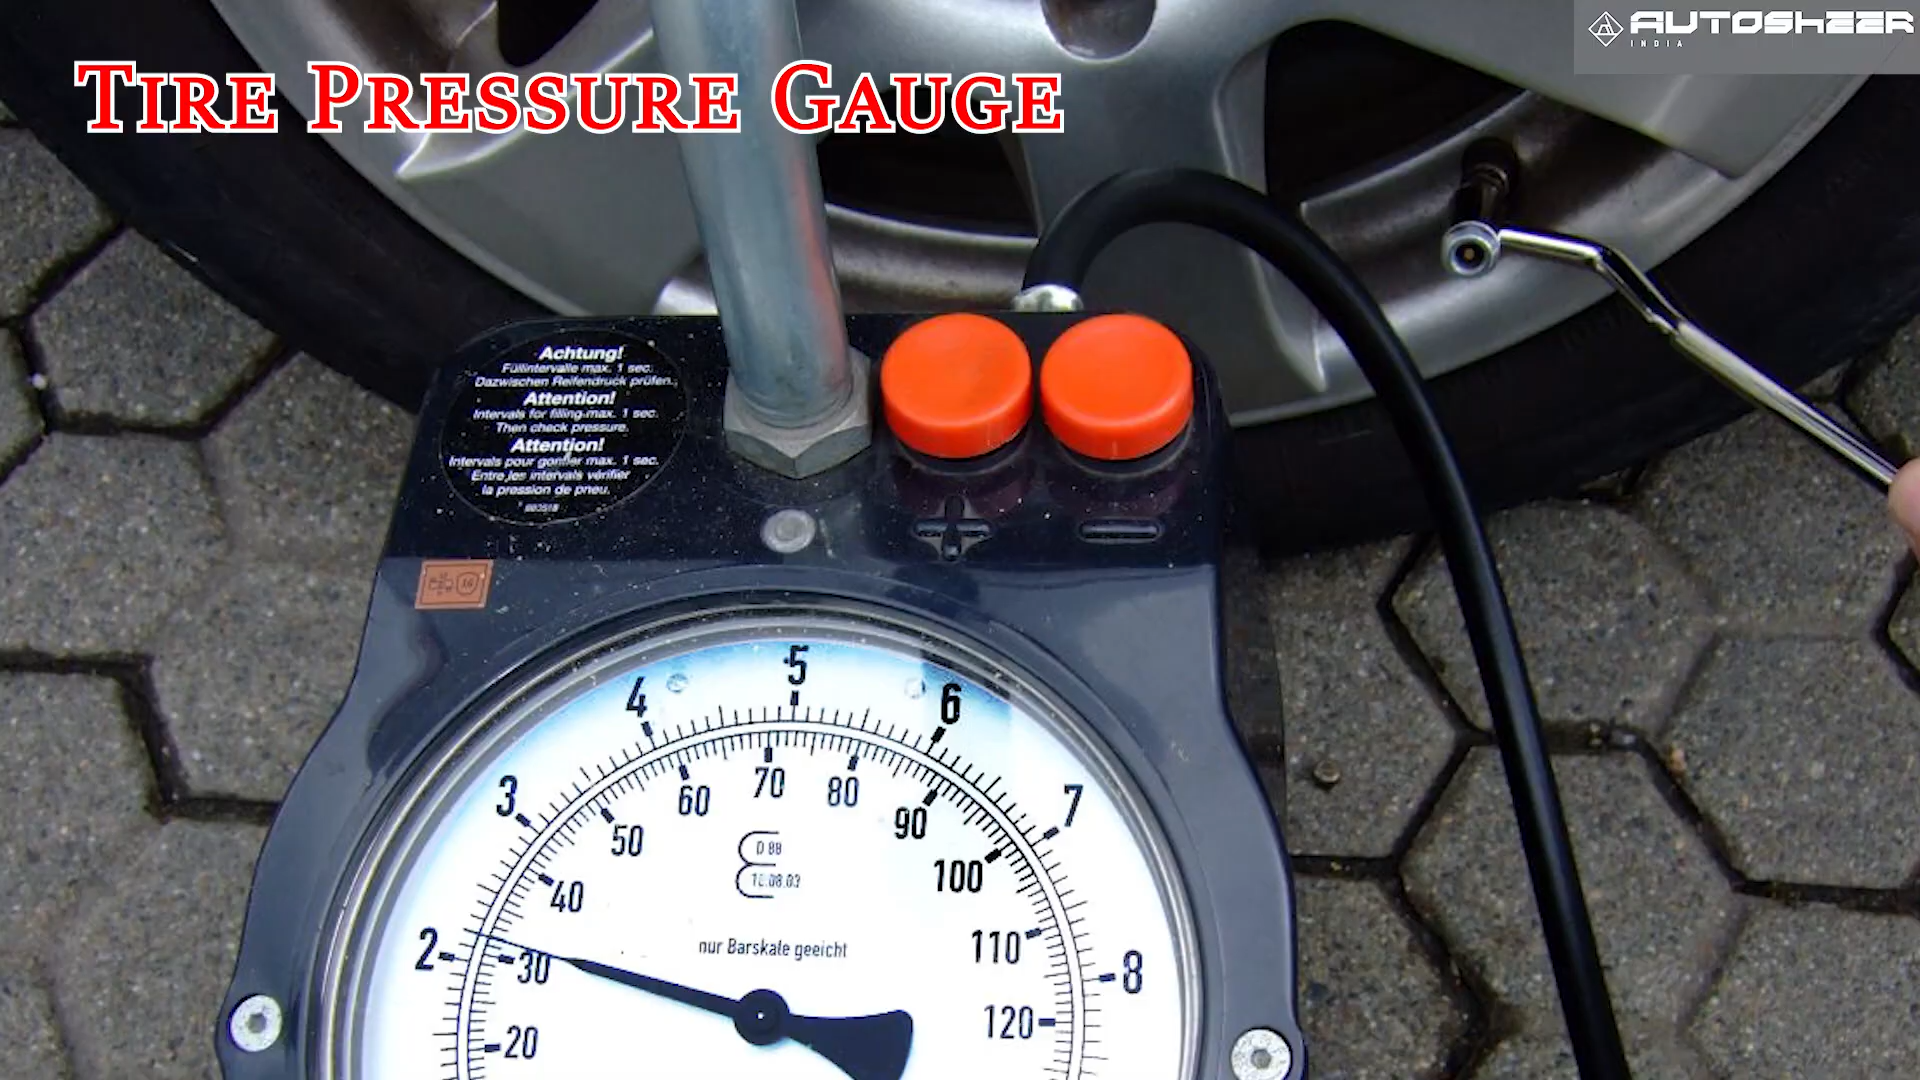 TIRE PRESSURE GAUGE
AUTOSHEER
INDIA
Achtung!
Füllintervalle max. 1 sec.
Dazwischen Reifendruck prüfen.
Attention!
Intervals for filling max. 1 sec.
Then check pressure.
Attention!
Intervals pour gonfler max. 1 sec.
Entre les intervals vérifier
la pression de pneu.
+ −
2 3 4 5 6 7 8
20 30 40 50 60 70 80 90 100 110 120
D 88
nur Barskale geeicht